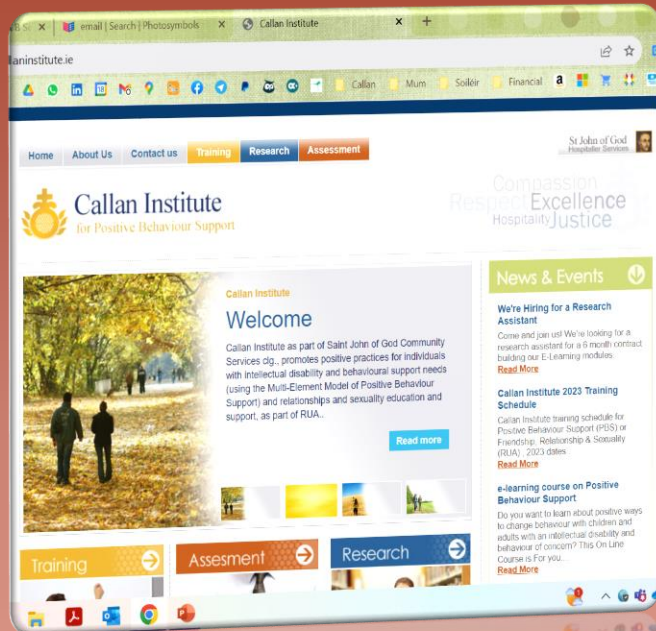 email | Search | Photosymbols
Callan Institute
laninstitute.ie
Callan
Mum
Soiléir
Financial
Home
About Us
Contact us
Training
Research
Assessment
St John of God
Hospitaller Services
Callan Institute
for Positive Behaviour Support
Compassion
Respect Excellence
Hospitality Justice
Callan Institute
Welcome
Callan Institute as part of Saint John of God Community
Services clg., promotes positive practices for individuals
with intellectual disability and behavioural support needs
(using the Multi-Element Model of Positive Behaviour
Support) and relationships and sexuality education and
support, as part of RUA..
Read more
News & Events
We're Hiring for a Research
Assistant
Come and join us! We're looking for a
research assistant for a 6 month contract
building our E-Learning modules.
Read More
Callan Institute 2023 Training
Schedule
Callan Institute training schedule for
Positive Behaviour Support (PBS) or
Friendship, Relationship & Sexuality
(RUA) , 2023 dates
Read More
e-learning course on Positive
Behaviour Support
Do you want to learn about positive ways
to change behaviour with children and
adults with an intellectual disability and
behaviour of concern? This On Line
Course is For you...
Read More
Training
Assesment
Research